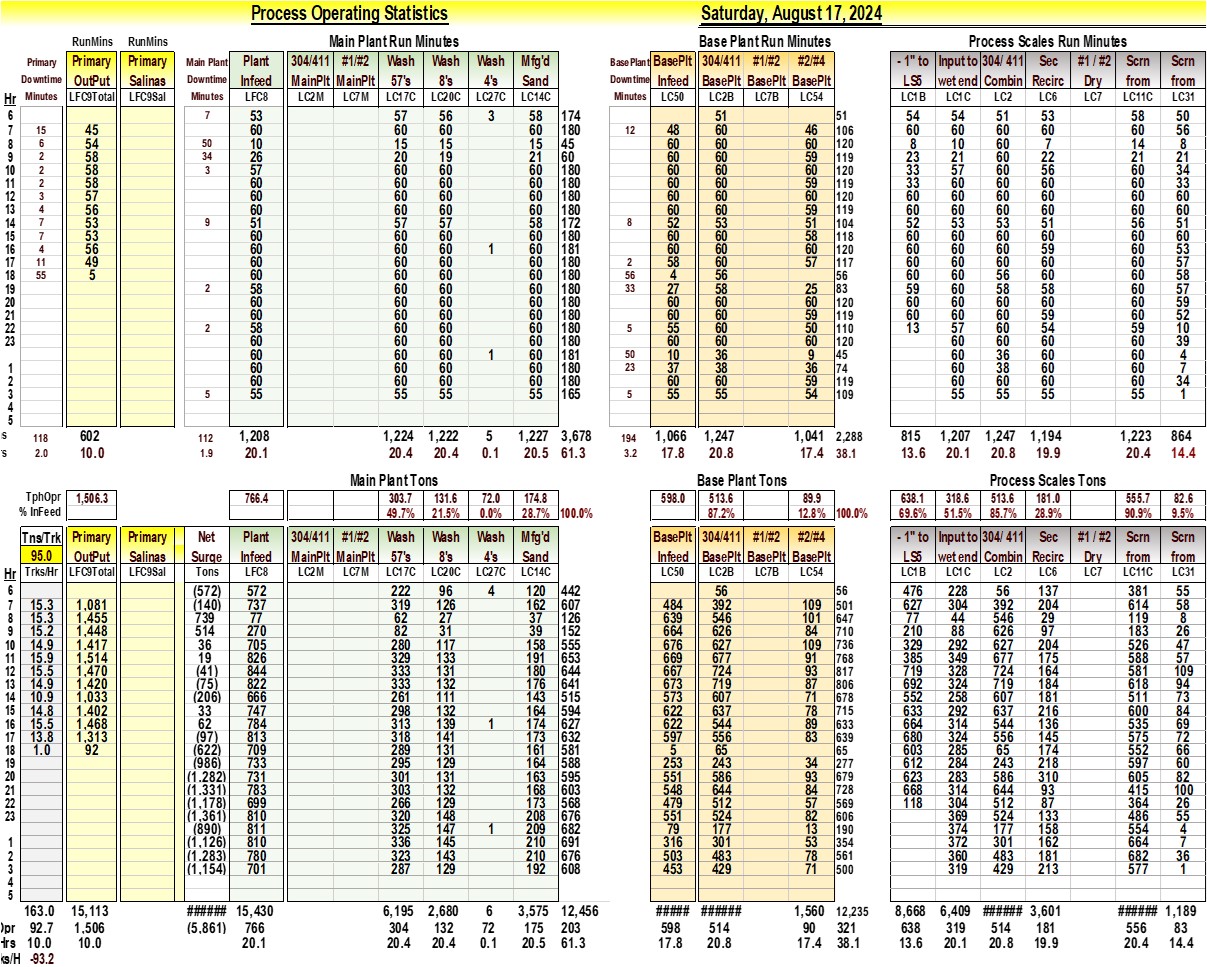 Process Operating Statistics Saturday, August 17, 2024
RunMins RunMins Main Plant Run Minutes Base Plant Run Minutes Process Scales Run Minutes
Primary Primary Primary Main Plant Plant 304/411 #1/#2 Wash Wash Wash Mfg'd BasePlant BasePlt 304/411 #1/#2 #2/#4 - 1" to Input to 304/ 411 Sec #1 / #2 Scrn Scrn
Downtime OutPut Salinas Downtime Infeed MainPlt MainPlt 57's 8's 4's Sand Downtime Infeed BasePlt BasePlt BasePlt LS5 wet end Combin Recirc Dry from from
Hr Minutes LFC9Total LFC9Sal Minutes LFC8 LC2M LC7M LC17C LC20C LC27C LC14C Minutes LC50 LC2B LC7B LC54 LC1B LC1C LC2 LC6 LC7 LC11C LC31
6 7 53 57 56 3 58 174 51 51 54 54 51 53 58 50
7 15 45 60 60 60 60 180 12 48 60 46 106 60 60 60 60 60 56
8 6 54 50 10 15 15 15 45 60 60 60 120 8 10 60 7 14 8
9 2 58 34 26 20 19 21 60 60 60 59 119 23 21 60 22 21 21
10 2 58 3 57 60 60 60 180 60 60 60 120 33 57 60 56 60 34
11 2 58 60 60 60 60 180 60 60 59 119 33 60 60 60 60 33
12 3 57 60 60 60 60 180 60 60 60 120 60 60 60 60 60 60
13 4 56 60 60 60 60 180 60 60 59 119 60 60 60 60 60 60
14 7 53 9 51 57 57 58 172 8 52 53 51 104 52 53 53 51 56 51
15 7 53 60 60 60 60 180 60 60 58 118 60 60 60 60 60 60
16 4 56 60 60 60 1 60 181 60 60 60 120 60 60 60 59 60 53
17 11 49 60 60 60 60 180 2 58 60 57 117 60 60 60 60 60 57
18 55 5 60 60 60 60 180 56 4 56 56 60 60 56 60 60 58
19 2 58 60 60 60 180 33 27 58 25 83 59 60 58 58 60 57
20 60 60 60 60 180 60 60 60 120 60 60 60 60 60 59
21 60 60 60 60 180 60 60 59 119 60 60 60 59 60 52
22 2 58 60 60 60 180 5 55 60 50 110 13 57 60 54 59 10
23 60 60 60 60 180 60 60 60 120 60 60 60 60 39
60 60 60 1 60 181 50 10 36 9 45 60 36 60 60 4
1 60 60 60 60 180 23 37 38 36 74 60 38 60 60 7
2 60 60 60 60 180 60 60 59 119 60 60 60 60 34
3 5 55 55 55 55 165 5 55 55 54 109 55 55 55 55 1
4
5
s 118 602 112 1,208 1,224 1,222 5 1,227 3,678 194 1,066 1,247 1,041 2,288 815 1,207 1,247 1,194 1,223 864
s 2.0 10.0 1.9 20.1 20.4 20.4 0.1 20.5 61.3 3.2 17.8 20.8 17.4 38.1 13.6 20.1 20.8 19.9 20.4 14.4
Main Plant Tons Base Plant Tons Process Scales Tons
TphOpr 1,506.3 766.4 303.7 131.6 72.0 174.8 598.0 513.6 89.9 638.1 318.6 513.6 181.0 555.7 82.6
% InFeed 49.7% 21.5% 0.0% 28.7% 100.0% 87.2% 12.8% 100.0% 69.6% 51.5% 85.7% 28.9% 90.9% 9.5%
Tns/Trk Primary Primary Net Plant 304/411 #1/#2 Wash Wash Wash Mfg'd BasePlt 304/411 #1/#2 #2/#4 - 1" to Input to 304/ 411 Sec #1 / #2 Scrn Scrn
95.0 OutPut Salinas Surge Infeed MainPlt MainPlt 57's 8's 4's Sand Infeed BasePlt BasePlt BasePlt LS5 wet end Combin Recirc Dry from from
Hr Trks/Hr LFC9Total LFC9Sal Tons LFC8 LC2M LC7M LC17C LC20C LC27C LC14C LC50 LC2B LC7B LC54 LC1B LC1C LC2 LC6 LC7 LC11C LC31
6 (572) 572 222 96 4 120 442 56 56 476 228 56 137 381 55
7 15.3 1,081 (140) 737 319 126 162 607 484 392 109 501 627 304 392 204 614 58
8 15.3 1,455 739 77 62 27 37 126 639 546 101 647 77 44 546 29 119 8
9 15.2 1,448 514 270 82 31 39 152 664 626 84 710 210 88 626 97 183 26
10 14.9 1,417 36 705 280 117 158 555 676 627 109 736 329 292 627 204 526 47
11 15.9 1,514 19 826 329 133 191 653 669 677 91 768 385 349 677 175 588 57
12 15.5 1,470 (41) 844 333 131 180 644 667 724 93 817 719 328 724 164 581 109
13 14.9 1,420 (75) 822 333 132 176 641 673 719 87 806 692 324 719 184 618 94
14 10.9 1,033 (206) 666 261 111 143 515 573 607 71 678 552 258 607 181 511 73
15 14.8 1,402 33 747 298 132 164 594 622 637 78 715 633 292 637 216 600 84
16 15.5 1,468 62 784 313 139 1 174 627 622 544 89 633 664 314 544 136 535 69
17 13.8 1,313 (97) 813 318 141 173 632 597 556 83 639 680 324 556 145 575 72
18 1.0 92 (622) 709 289 131 161 581 5 65 65 603 285 65 174 552 66
19 (986) 733 295 129 164 588 253 243 34 277 612 284 243 218 597 60
20 (1,282) 731 301 131 163 595 551 586 93 679 623 283 586 310 605 82
21 (1,331) 783 303 132 168 603 548 644 84 728 668 314 644 93 415 100
22 (1,178) 699 266 129 173 568 479 512 57 569 118 304 512 87 364 26
23 (1,361) 810 320 148 208 676 551 524 82 606 369 524 133 486 55
(890) 811 325 147 1 209 682 79 177 13 190 374 177 158 554 4
1 (1,126) 810 336 145 210 691 316 301 53 354 372 301 162 664 7
2 (1,283) 780 323 143 210 676 503 483 78 561 360 483 181 682 36
3 (1,154) 701 287 129 192 608 453 429 71 500 319 429 213 577 1
4
5
163.0 15,113 ###### 15,430 6,195 2,680 6 3,575 12,456 ##### ###### 1,560 12,235 8,668 6,409 ###### 3,601 ###### 1,189
Opr 92.7 1,506 (5,861) 766 304 132 72 175 203 598 514 90 321 638 319 514 181 556 83
Hrs 10.0 10.0 20.1 20.4 20.4 0.1 20.5 61.3 17.8 20.8 17.4 38.1 13.6 20.1 20.8 19.9 20.4 14.4
ks/H -93.2